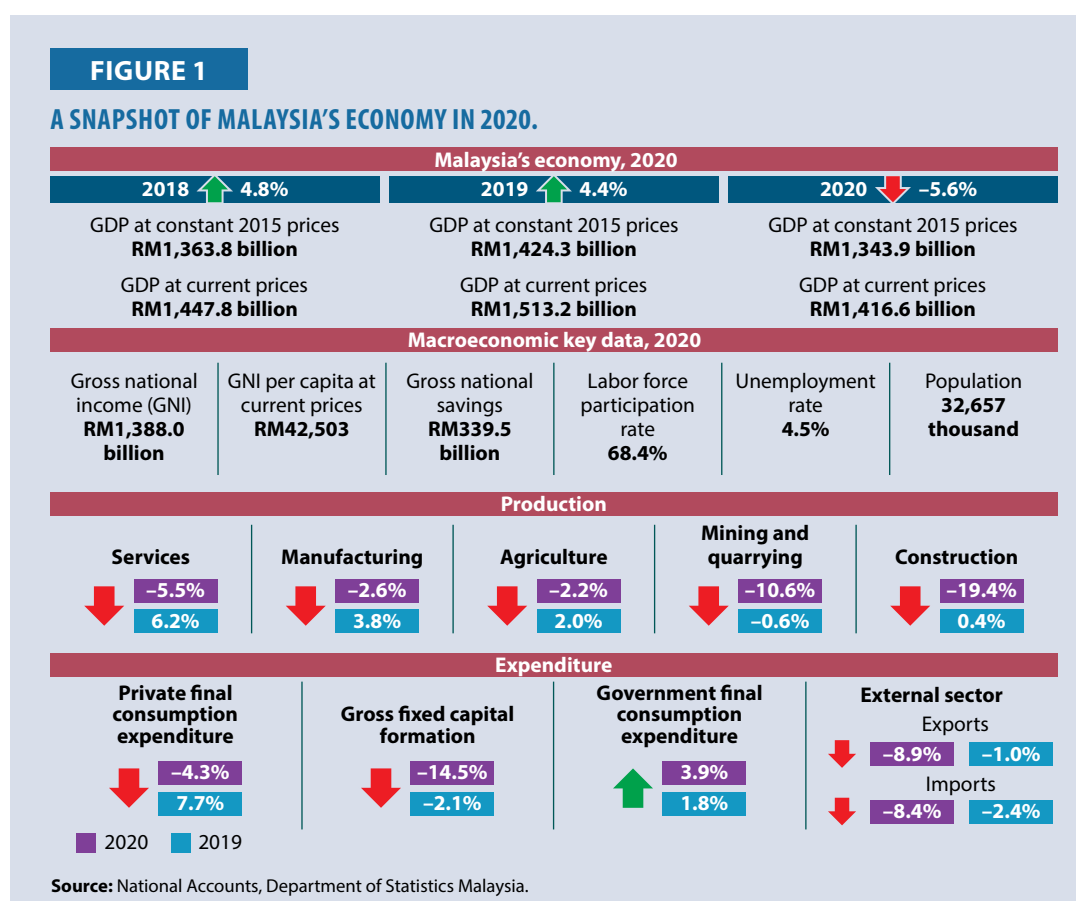 FIGURE 1
A SNAPSHOT OF MALAYSIA'S ECONOMY IN 2020.
Malaysia's economy, 2020
2018 4.8%
2019 4.4%
2020 –5.6%
GDP at constant 2015 prices
RM1,363.8 billion
GDP at current prices
RM1,447.8 billion
GDP at constant 2015 prices
RM1,424.3 billion
GDP at current prices
RM1,513.2 billion
GDP at constant 2015 prices
RM1,343.9 billion
GDP at current prices
RM1,416.6 billion
Macroeconomic key data, 2020
Gross national
income (GNI)
RM1,388.0
billion
GNI per capita at
current prices
RM42,503
Gross national
savings
RM339.5
billion
Labor force
participation
rate
68.4%
Unemployment
rate
4.5%
Population
32,657
thousand
Production
Services
–5.5%
6.2%
Manufacturing
–2.6%
3.8%
Agriculture
–2.2%
2.0%
Mining and
quarrying
–10.6%
–0.6%
Construction
–19.4%
0.4%
Expenditure
Private final
consumption
expenditure
–4.3%
7.7%
Gross fixed capital
formation
–14.5%
–2.1%
Government final
consumption
expenditure
3.9%
1.8%
External sector
Exports
–8.9% –1.0%
Imports
–8.4% –2.4%
2020 2019
Source: National Accounts, Department of Statistics Malaysia.